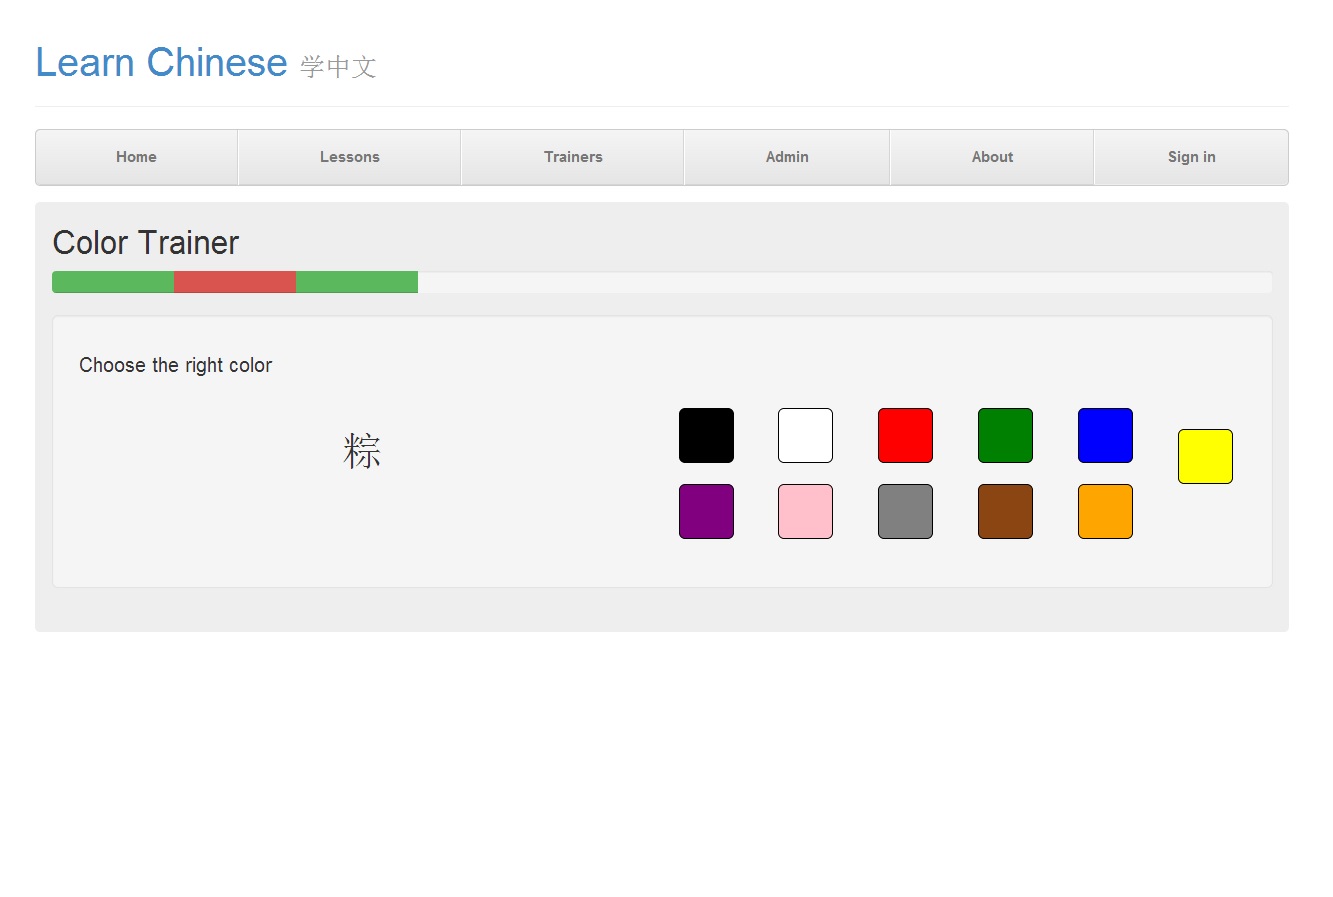 Learn Chinese 学中文
Home Lessons Trainers Admin About Sign in
Color Trainer
Choose the right color
粽